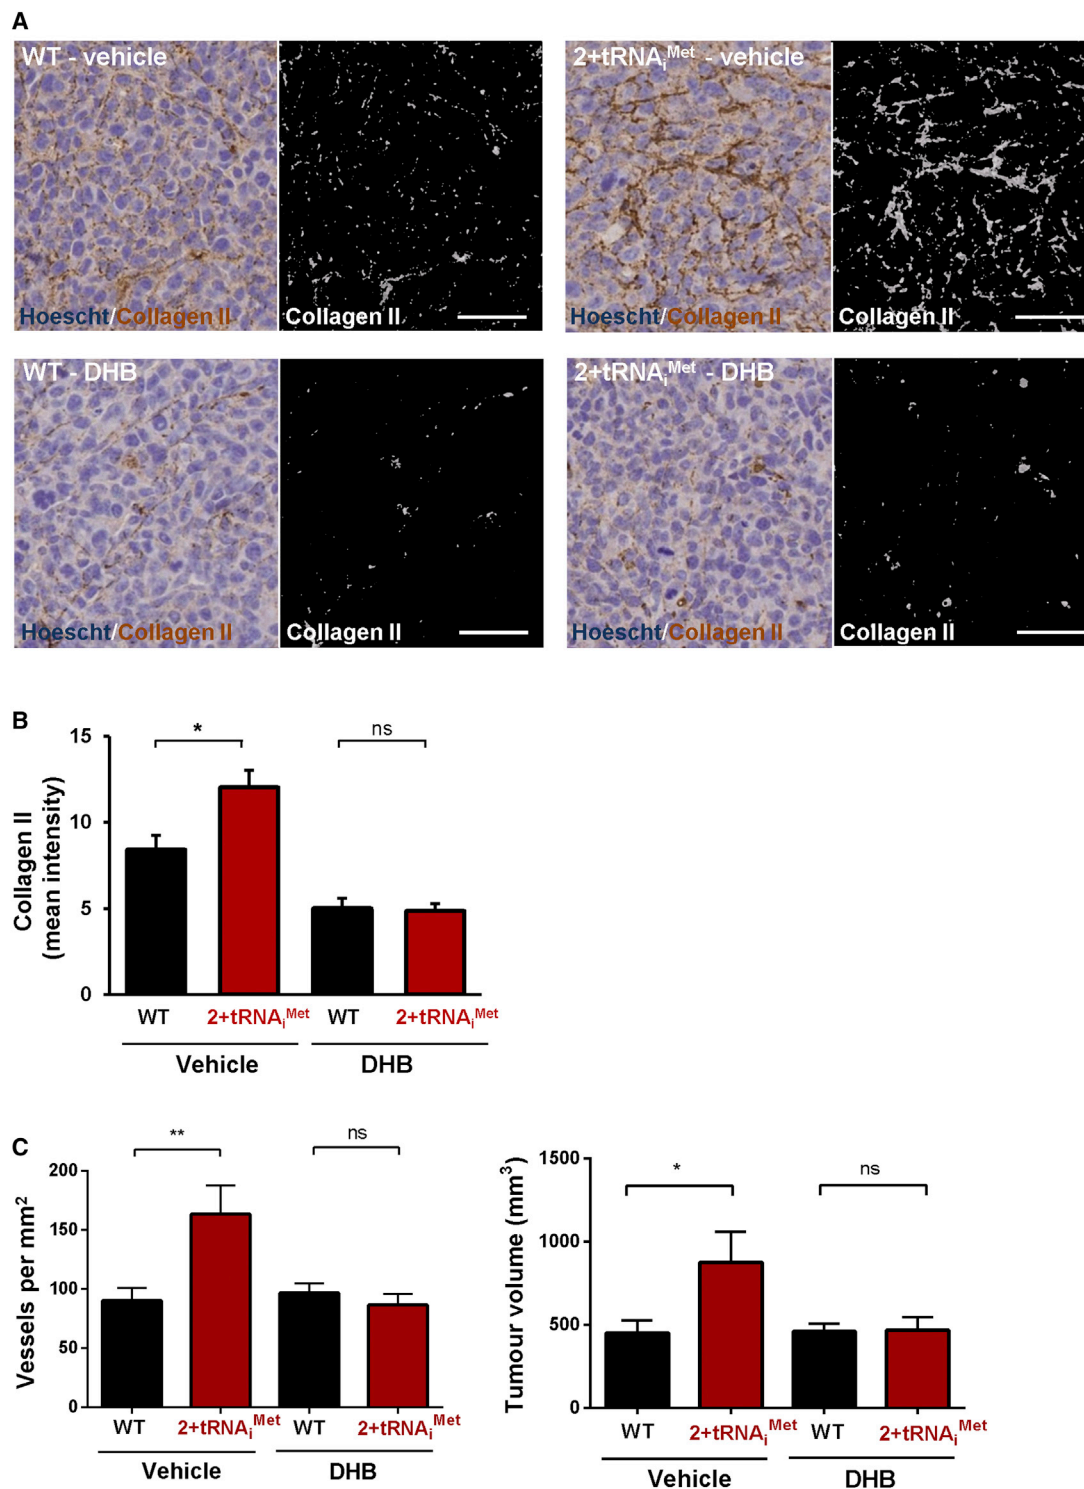 A
WT - vehicle
2+tRNAiMet - vehicle
Hoescht/Collagen II
Collagen II
Hoescht/Collagen II
Collagen II
WT - DHB
2+tRNAiMet - DHB
Hoescht/Collagen II
Collagen II
Hoescht/Collagen II
Collagen II
B
Collagen II
(mean intensity)
15
10
5
0
*
ns
WT
2+tRNAiMet
WT
2+tRNAiMet
Vehicle
DHB
C
Vessels per mm2
200
150
100
50
0
**
ns
WT
2+tRNAiMet
WT
2+tRNAiMet
Vehicle
DHB
Tumour volume (mm3)
1500
1000
500
0
*
ns
WT
2+tRNAiMet
WT
2+tRNAiMet
Vehicle
DHB